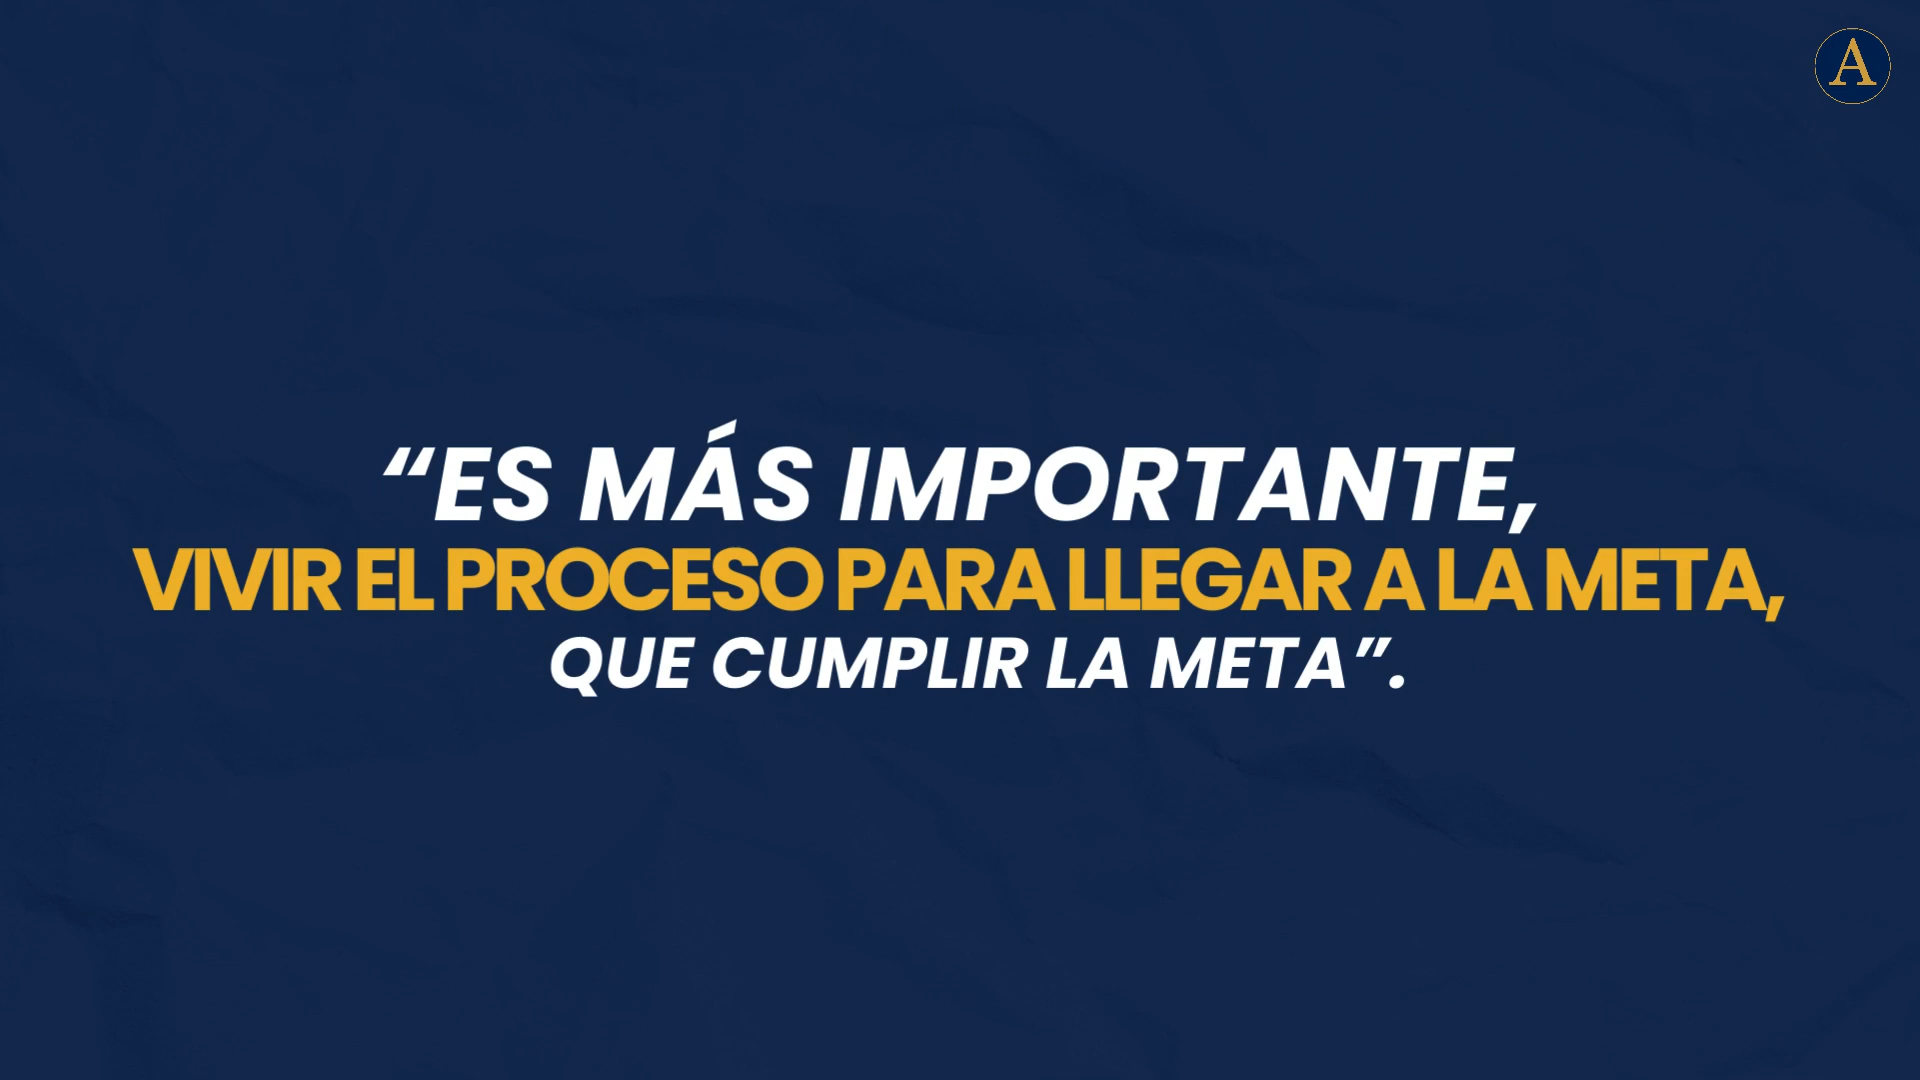 A
“ES MÁS IMPORTANTE,
VIVIR EL PROCESO PARA LLEGAR A LA META,
QUE CUMPLIR LA META”.